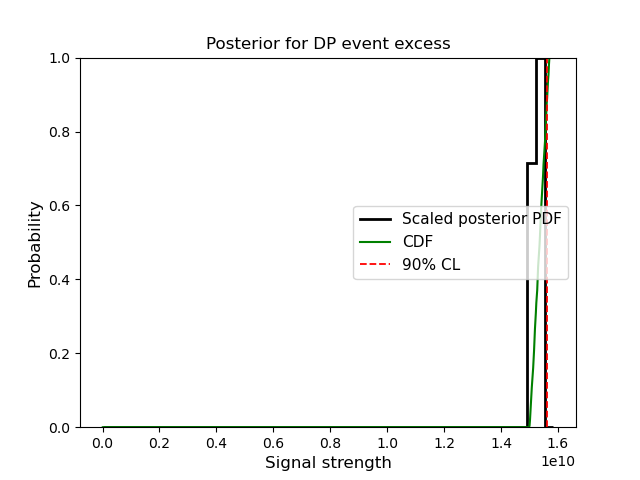 Posterior for DP event excess
1.0
0.8
0.6
0.4
0.2
0.0
Probability
Scaled posterior PDF
CDF
90% CL
0.0 0.2 0.4 0.6 0.8 1.0 1.2 1.4 1.6
1e10
Signal strength